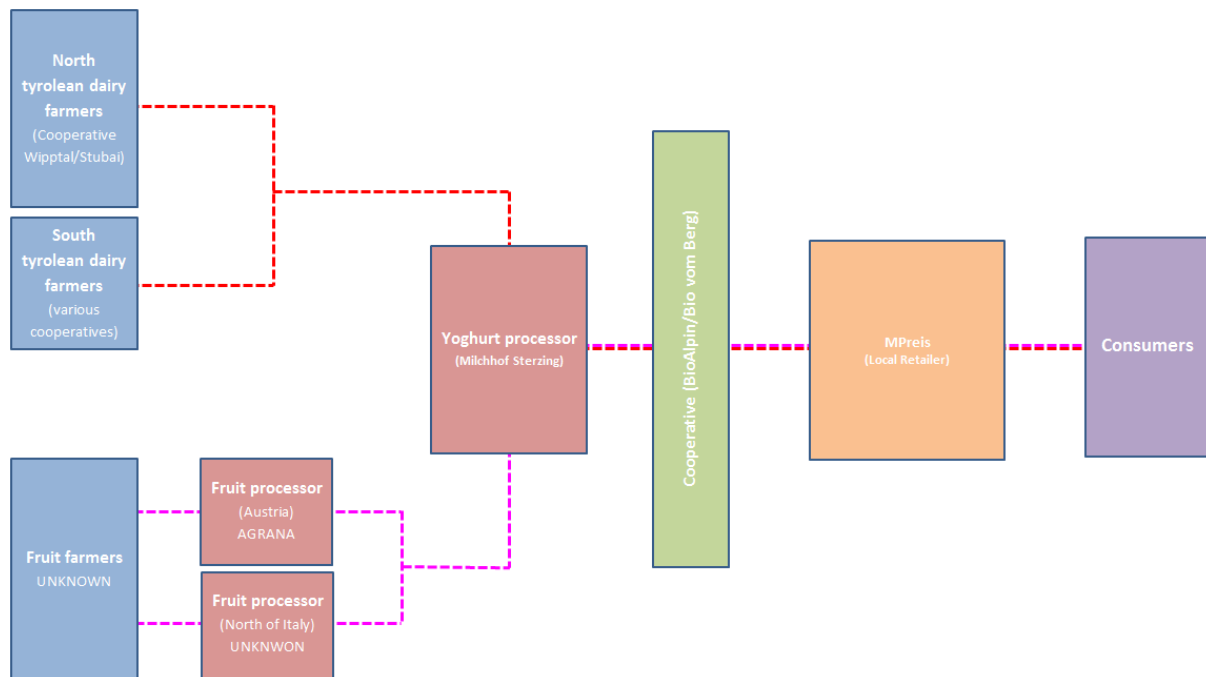 North
tyrolean dairy
farmers
(Cooperative
Wipptal/Stubai)
South
tyrolean dairy
farmers
(various
cooperatives)
Fruit farmers
UNKNOWN
Fruit processor
(Austria)
AGRANA
Fruit processor
(North of Italy)
UNKNWON
Yoghurt processor
(Milchhof Sterzing)
Cooperative (BioAlpin/Bio vom Berg)
MPreis
(Local Retailer)
Consumers